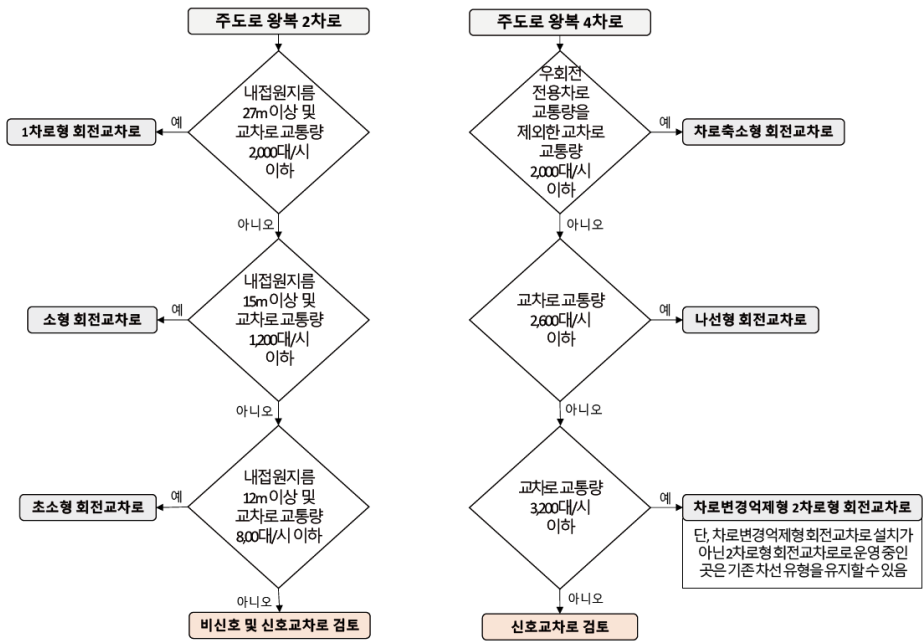 주도로 왕복 2차로
내접원지름
27m 이상 및
교차로 교통량
2,000대/시
이하
예
1차로형 회전교차로
아니오
내접원지름
15m 이상 및
교차로 교통량
1,200대/시
이하
예
소형 회전교차로
아니오
내접원지름
12m 이상 및
교차로 교통량
8,00대/시 이하
예
초소형 회전교차로
아니오
비신호 및 신호교차로 검토
주도로 왕복 4차로
우회전
전용차로
교통량을
제외한 교차로
교통량
2,000대/시
이하
예
차로축소형 회전교차로
아니오
교차로 교통량
2,600대/시
이하
예
나선형 회전교차로
아니오
교차로 교통량
3,200대/시
이하
예
차로변경억제형 2차로형 회전교차로
단, 차로변경억제형 회전교차로 설치가
아닌 2차로형 회전교차로로 운영 중인
곳은 기존 차선 유형을 유지할 수 있음
아니오
신호교차로 검토